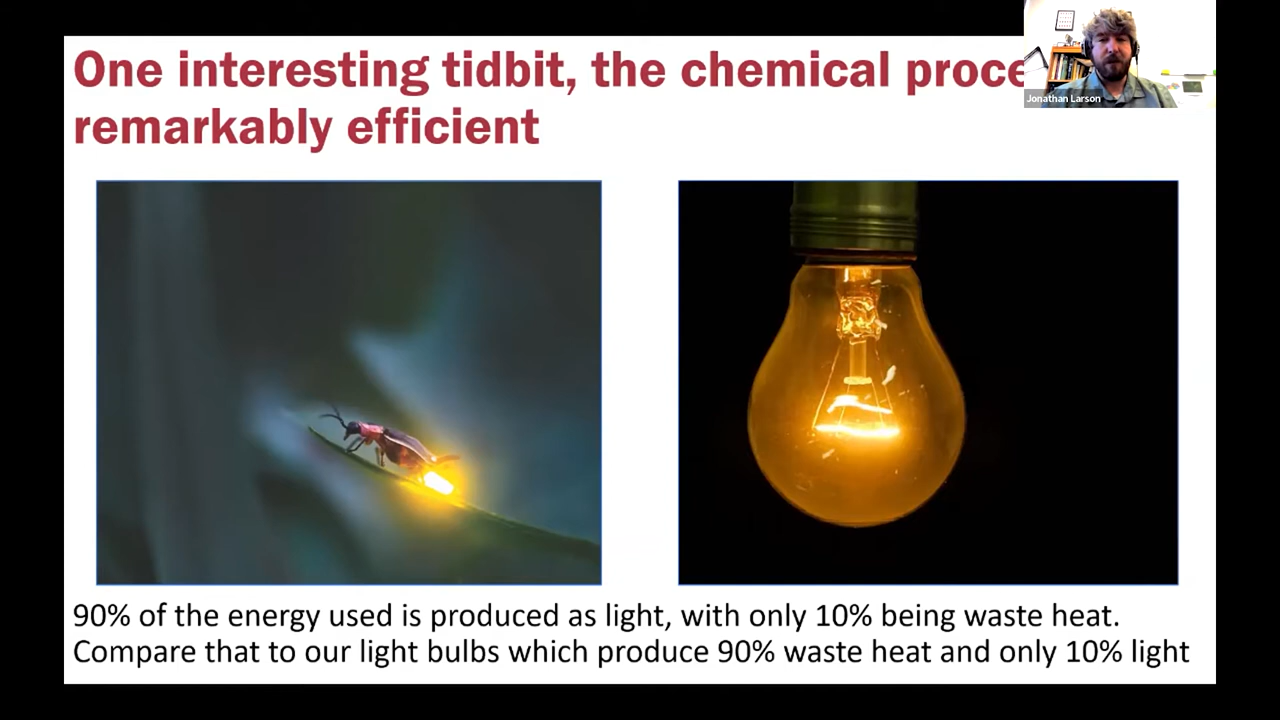 One interesting tidbit, the chemical
remarkably efficient
Jonathan Larson
90% of the energy used is produced as light, with only 10% being waste heat.
Compare that to our light bulbs which produce 90% waste heat and only 10% light